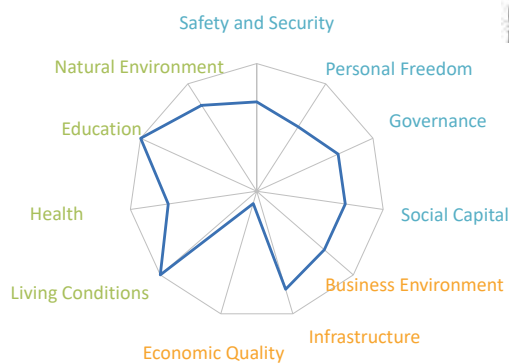 Safety and Security
Natural Environment
Personal Freedom
Education
Governance
Health
Social Capital
Living Conditions
Business Environment
Economic Quality
Infrastructure